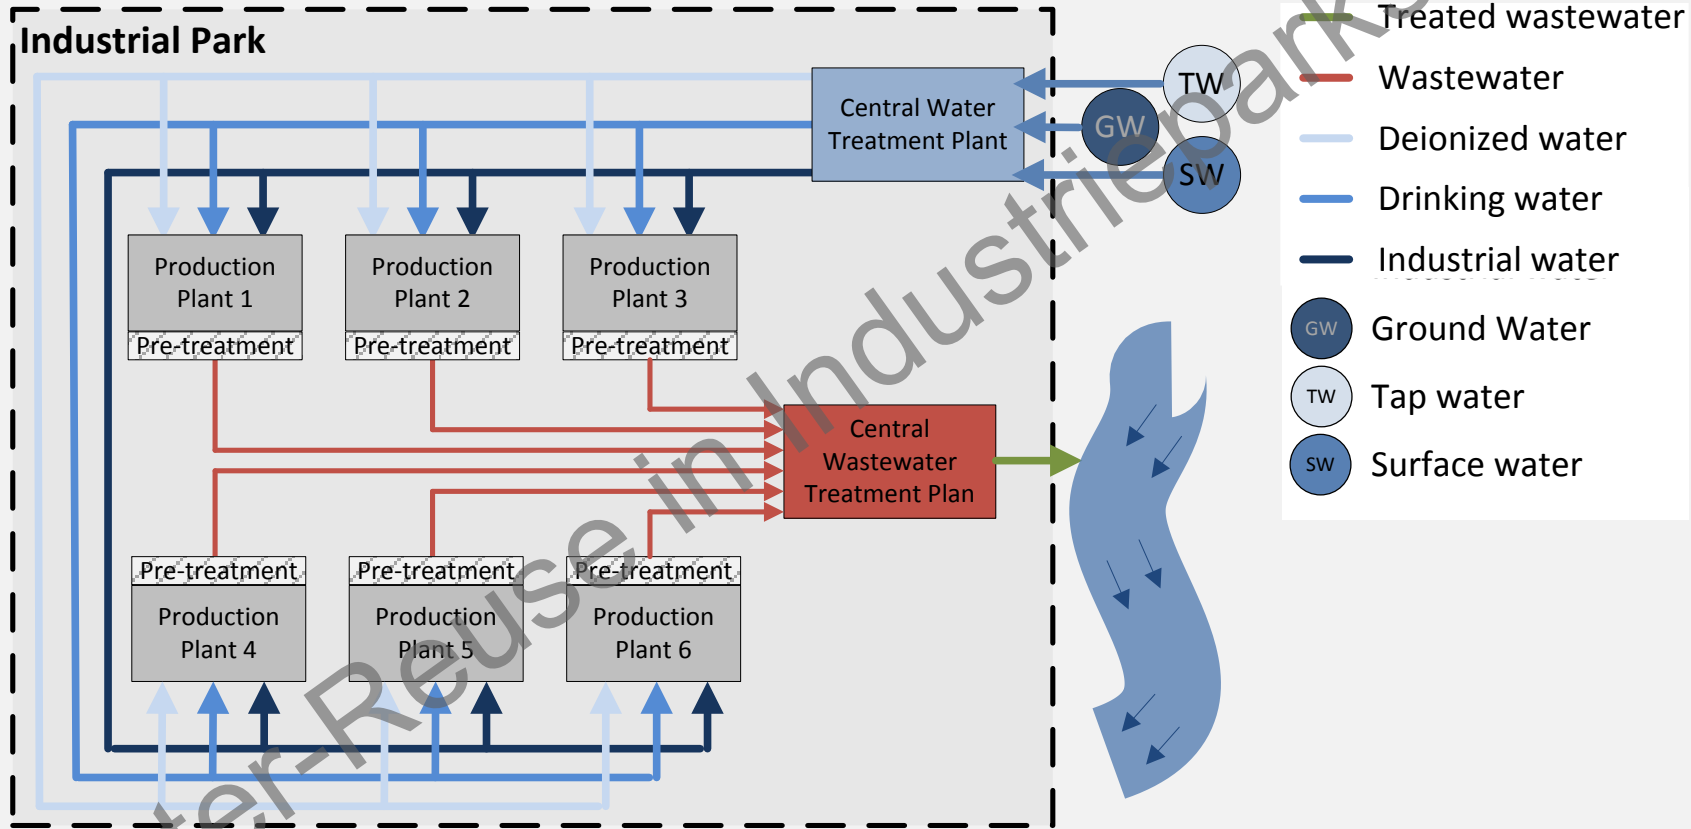 Industrial Park
Central Water
Treatment Plant
TW
GW
SW
Production
Plant 1
Pre-treatment
Production
Plant 2
Pre-treatment
Production
Plant 3
Pre-treatment
Central
Wastewater
Treatment Plan
Pre-treatment
Production
Plant 4
Pre-treatment
Production
Plant 5
Pre-treatment
Production
Plant 6
Treated wastewater
Wastewater
Deionized water
Drinking water
Industrial water
GW Ground Water
TW Tap water
SW Surface water
ter-Reuse in Industrieparks